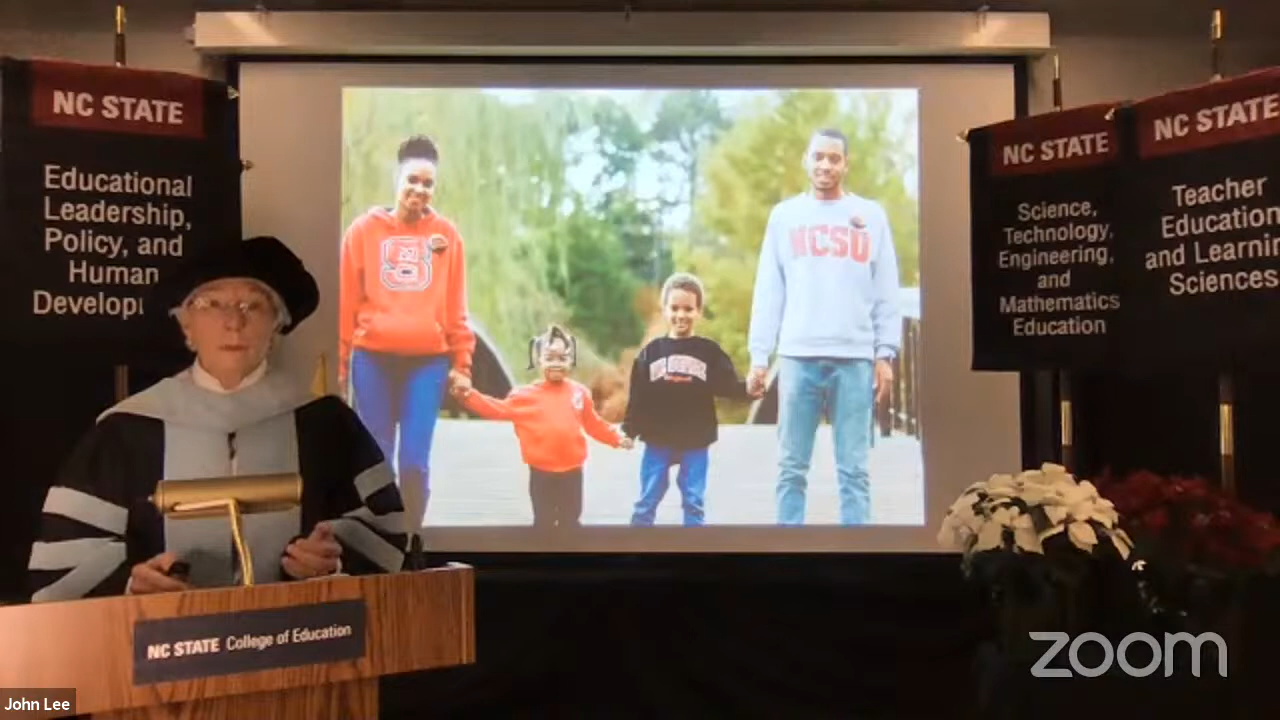 NC STATE
Educational
Leadership,
Policy, and
Human
NCSU
NC STATE
Science,
Technology,
Engineering,
and
Mathematics
Education
NC STATE
Teacher
Education
and Learnin
Sciences
NC STATE College of Education
zoom
John Lee